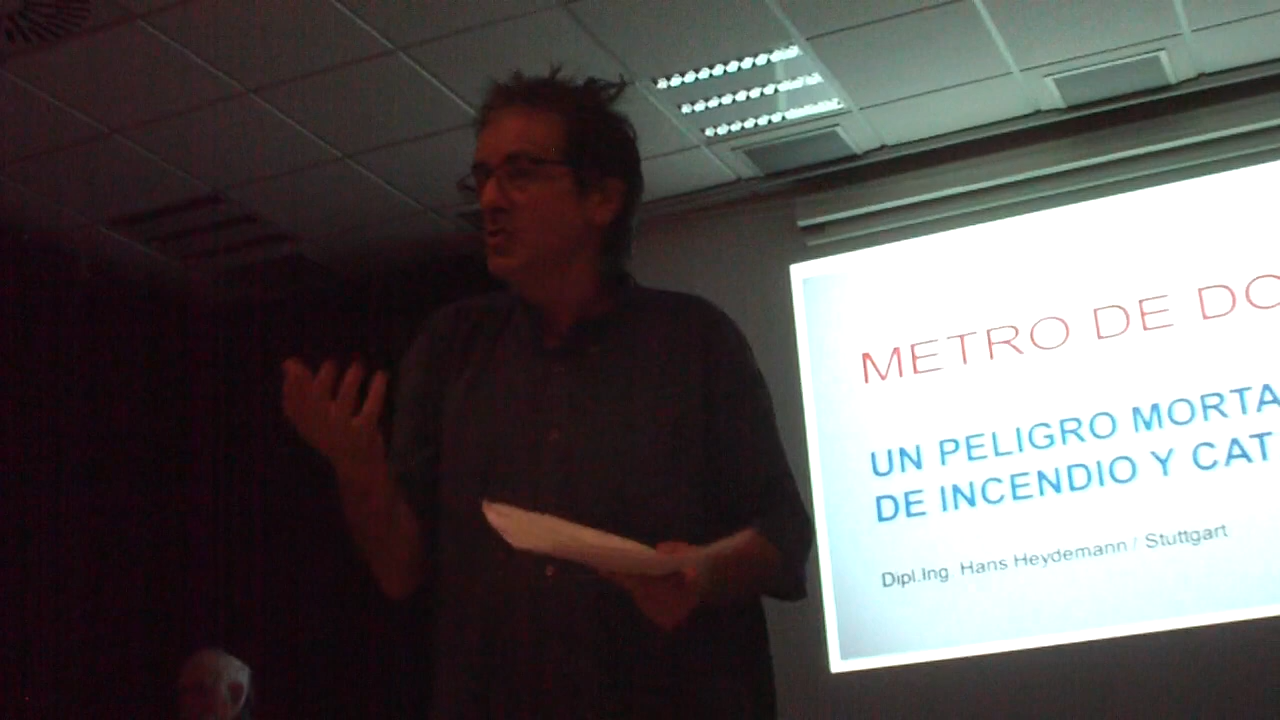 METRO DE DO
UN PELIGRO MORTA
DE INCENDIO Y CAT
Dipl.Ing Hans Heydemann / Stuttgart